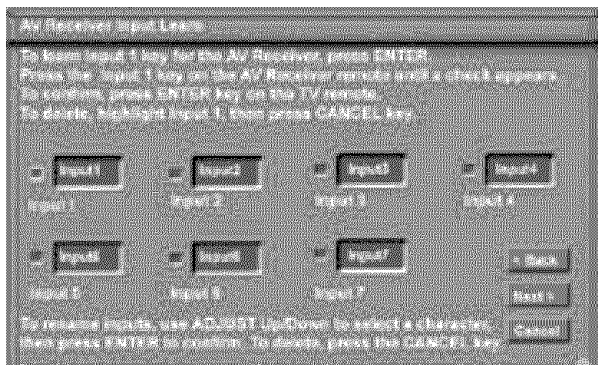 AV Receiver Input Learn
To learn Input 1 key for the AV Receiver, press ENTER.
Press the Input 1 key on the AV Receiver remote until a check appears.
To confirm, press ENTER key on the TV remote.
To delete, highlight Input 1, then press CANCEL key.
Input1 Input2 Input3 Input4
Input 1 Input 2 Input 3 Input 4
Input5 Input6 Input7
Input 5 Input 6 Input 7
< Back
Next >
Cancel
To rename inputs, use ADJUST Up/Down to select a character,
then press ENTER to confirm. To delete, press the CANCEL key.